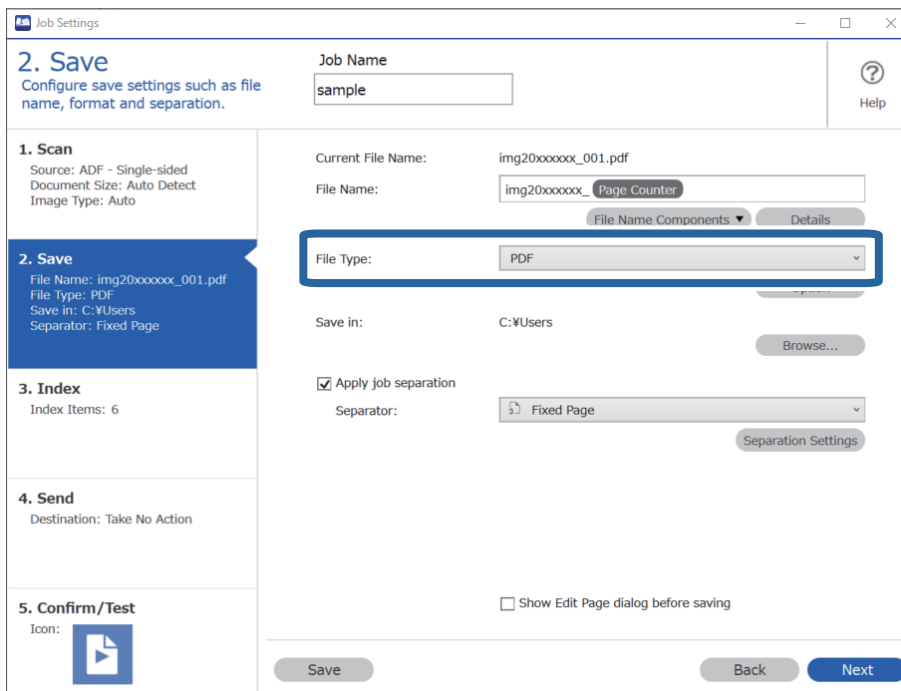 Job Settings
2. Save
Configure save settings such as file
name, format and separation.
Job Name
sample
Help
1. Scan
Source: ADF - Single-sided
Document Size: Auto Detect
Image Type: Auto
2. Save
File Name: img20xxxxxx_001.pdf
File Type: PDF
Save in: C:¥Users
Separator: Fixed Page
3. Index
Index Items: 6
4. Send
Destination: Take No Action
5. Confirm/Test
Icon:
Current File Name: img20xxxxxx_001.pdf
File Name: img20xxxxxx_ Page Counter
File Name Components ▼ Details
File Type: PDF
Save in: C:¥Users
Browse...
Apply job separation
Separator: Fixed Page
Separation Settings
Show Edit Page dialog before saving
Save Back Next